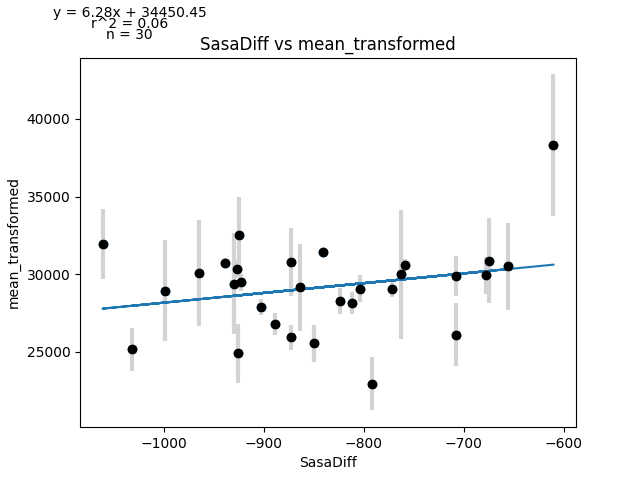 y = 6.28x + 34450.45
r^2 = 0.06
n = 30
SasaDiff vs mean_transformed
mean_transformed
40000
35000
30000
25000
−1000
−900
−800
−700
−600
SasaDiff